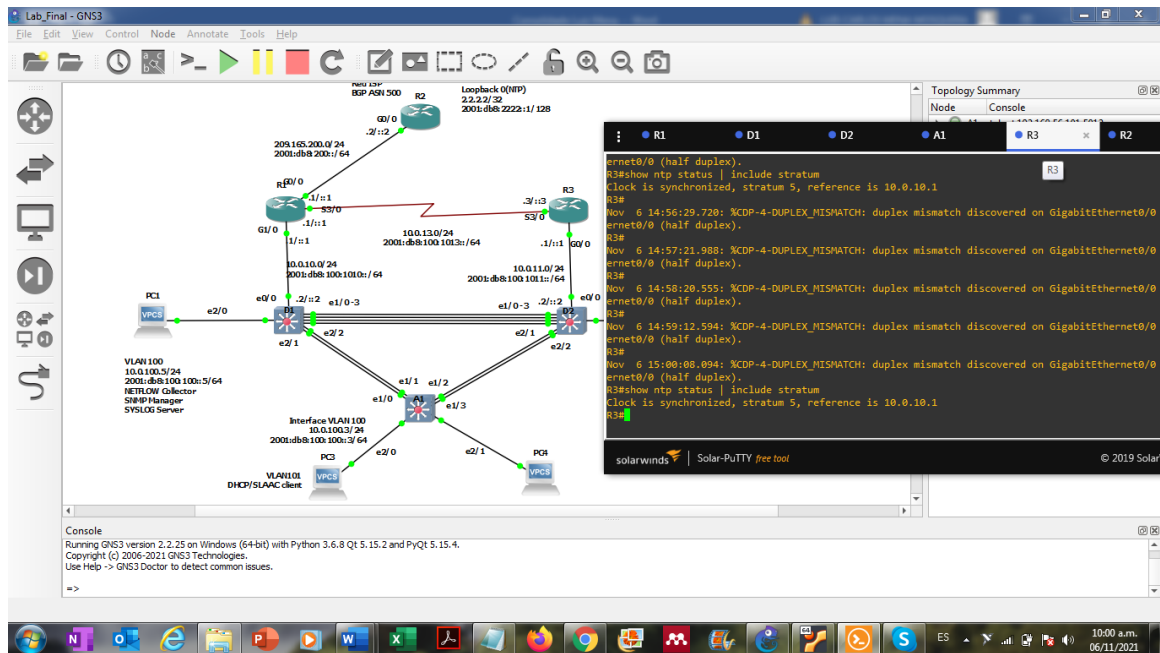 Lab_Final - GNS3
File Edit View Control Node Annotate Tools Help
Red ISP
BGP ASN 500
R2
Loopback 0(NTP)
2.2.2.2/32
2001:db8:2222::1/128
G0/0
.2/::2
209.165.200.0/24
2001:db8:200::/64
R1
G0/0
.1/::1
S3/0
.1/::1
G1/0
.1/::1
R3
.3/::3
S3/0
10.0.13.0/24
2001:db8:100:1013::/64
.1/::1 G0/0
10.0.10.0/24
2001:db8:100:1010::/64
10.0.11.0/24
2001:db8:100:1011::/64
PC1
VPCS
e2/0
e0/0 .2/::2 e1/0-3
D1
e1/0-3 .2/::2 e0/0
D2
e2/2
e2/1
e2/1
e2/2
VLAN 100
10.0.100.5/24
2001:db8:100:100::5/64
NETFLOW Collector
SNMP Manager
SYSLOG Server
e1/1 e1/2
e1/0
A1
e1/3
Interface VLAN 100
10.0.100.3/24
2001:db8:100:100::3/64
PC3
e2/0
e2/1
PC4
VPCS
VPCS
VLAN101
DHCP/SLAAC client
Topology Summary
Node Console
R1 D1 D2 A1 R3 × R2
R3
ernet0/0 (half duplex).
R3#show ntp status | include stratum
Clock is synchronized, stratum 5, reference is 10.0.10.1
R3#
Nov 6 14:56:29.720: %CDP-4-DUPLEX_MISMATCH: duplex mismatch discovered on GigabitEthernet0/0
ernet0/0 (half duplex).
R3#
Nov 6 14:57:21.988: %CDP-4-DUPLEX_MISMATCH: duplex mismatch discovered on GigabitEthernet0/0
ernet0/0 (half duplex).
R3#
Nov 6 14:58:20.555: %CDP-4-DUPLEX_MISMATCH: duplex mismatch discovered on GigabitEthernet0/0
ernet0/0 (half duplex).
R3#
Nov 6 14:59:12.594: %CDP-4-DUPLEX_MISMATCH: duplex mismatch discovered on GigabitEthernet0/0
ernet0/0 (half duplex).
R3#
Nov 6 15:00:08.094: %CDP-4-DUPLEX_MISMATCH: duplex mismatch discovered on GigabitEthernet0/0
ernet0/0 (half duplex).
R3#show ntp status | include stratum
Clock is synchronized, stratum 5, reference is 10.0.10.1
R3#
solarwinds | Solar-PuTTY free tool
© 2019 Solar
Console
Running GNS3 version 2.2.25 on Windows (64-bit) with Python 3.6.8 Qt 5.15.2 and PyQt 5.15.4.
Copyright (c) 2006-2021 GNS3 Technologies.
Use Help -> GNS3 Doctor to detect common issues.
=>
ES
10:00 a.m.
06/11/2021